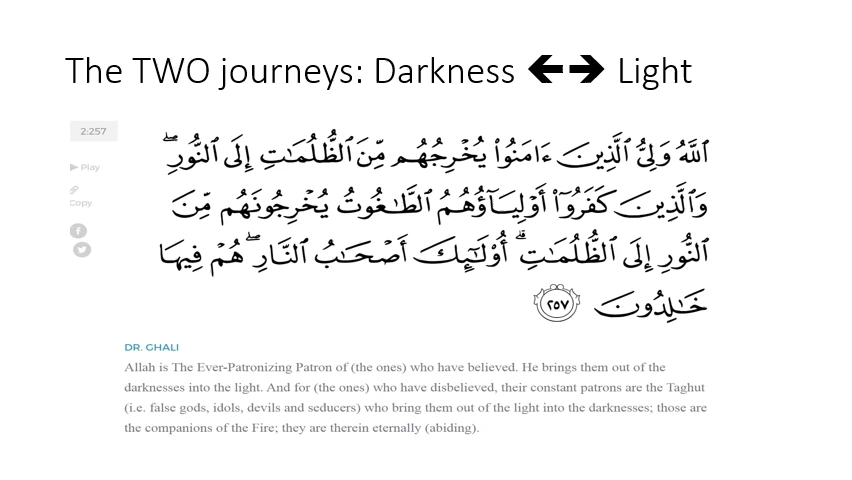 The TWO journeys: Darkness 🡸🡺 Light
2:257
Play
Copy
ٱللَّهُ وَلِىُّ ٱلَّذِينَ ءَامَنُوا۟ يُخْرِجُهُم مِّنَ ٱلظُّلُمَـٰتِ إِلَى ٱلنُّورِ ۖ
وَٱلَّذِينَ كَفَرُوٓا۟ أَوْلِيَآؤُهُمُ ٱلطَّـٰغُوتُ يُخْرِجُونَهُم مِّنَ
ٱلنُّورِ إِلَى ٱلظُّلُمَـٰتِ ۗ أُو۟لَـٰٓئِكَ أَصْحَـٰبُ ٱلنَّارِ ۖ هُمْ فِيهَا
خَـٰلِدُونَ ٢٥٧
DR. GHALI
Allah is The Ever-Patronizing Patron of (the ones) who have believed. He brings them out of the
darknesses into the light. And for (the ones) who have disbelieved, their constant patrons are the Taghut
(i.e. false gods, idols, devils and seducers) who bring them out of the light into the darknesses; those are
the companions of the Fire; they are therein eternally (abiding).